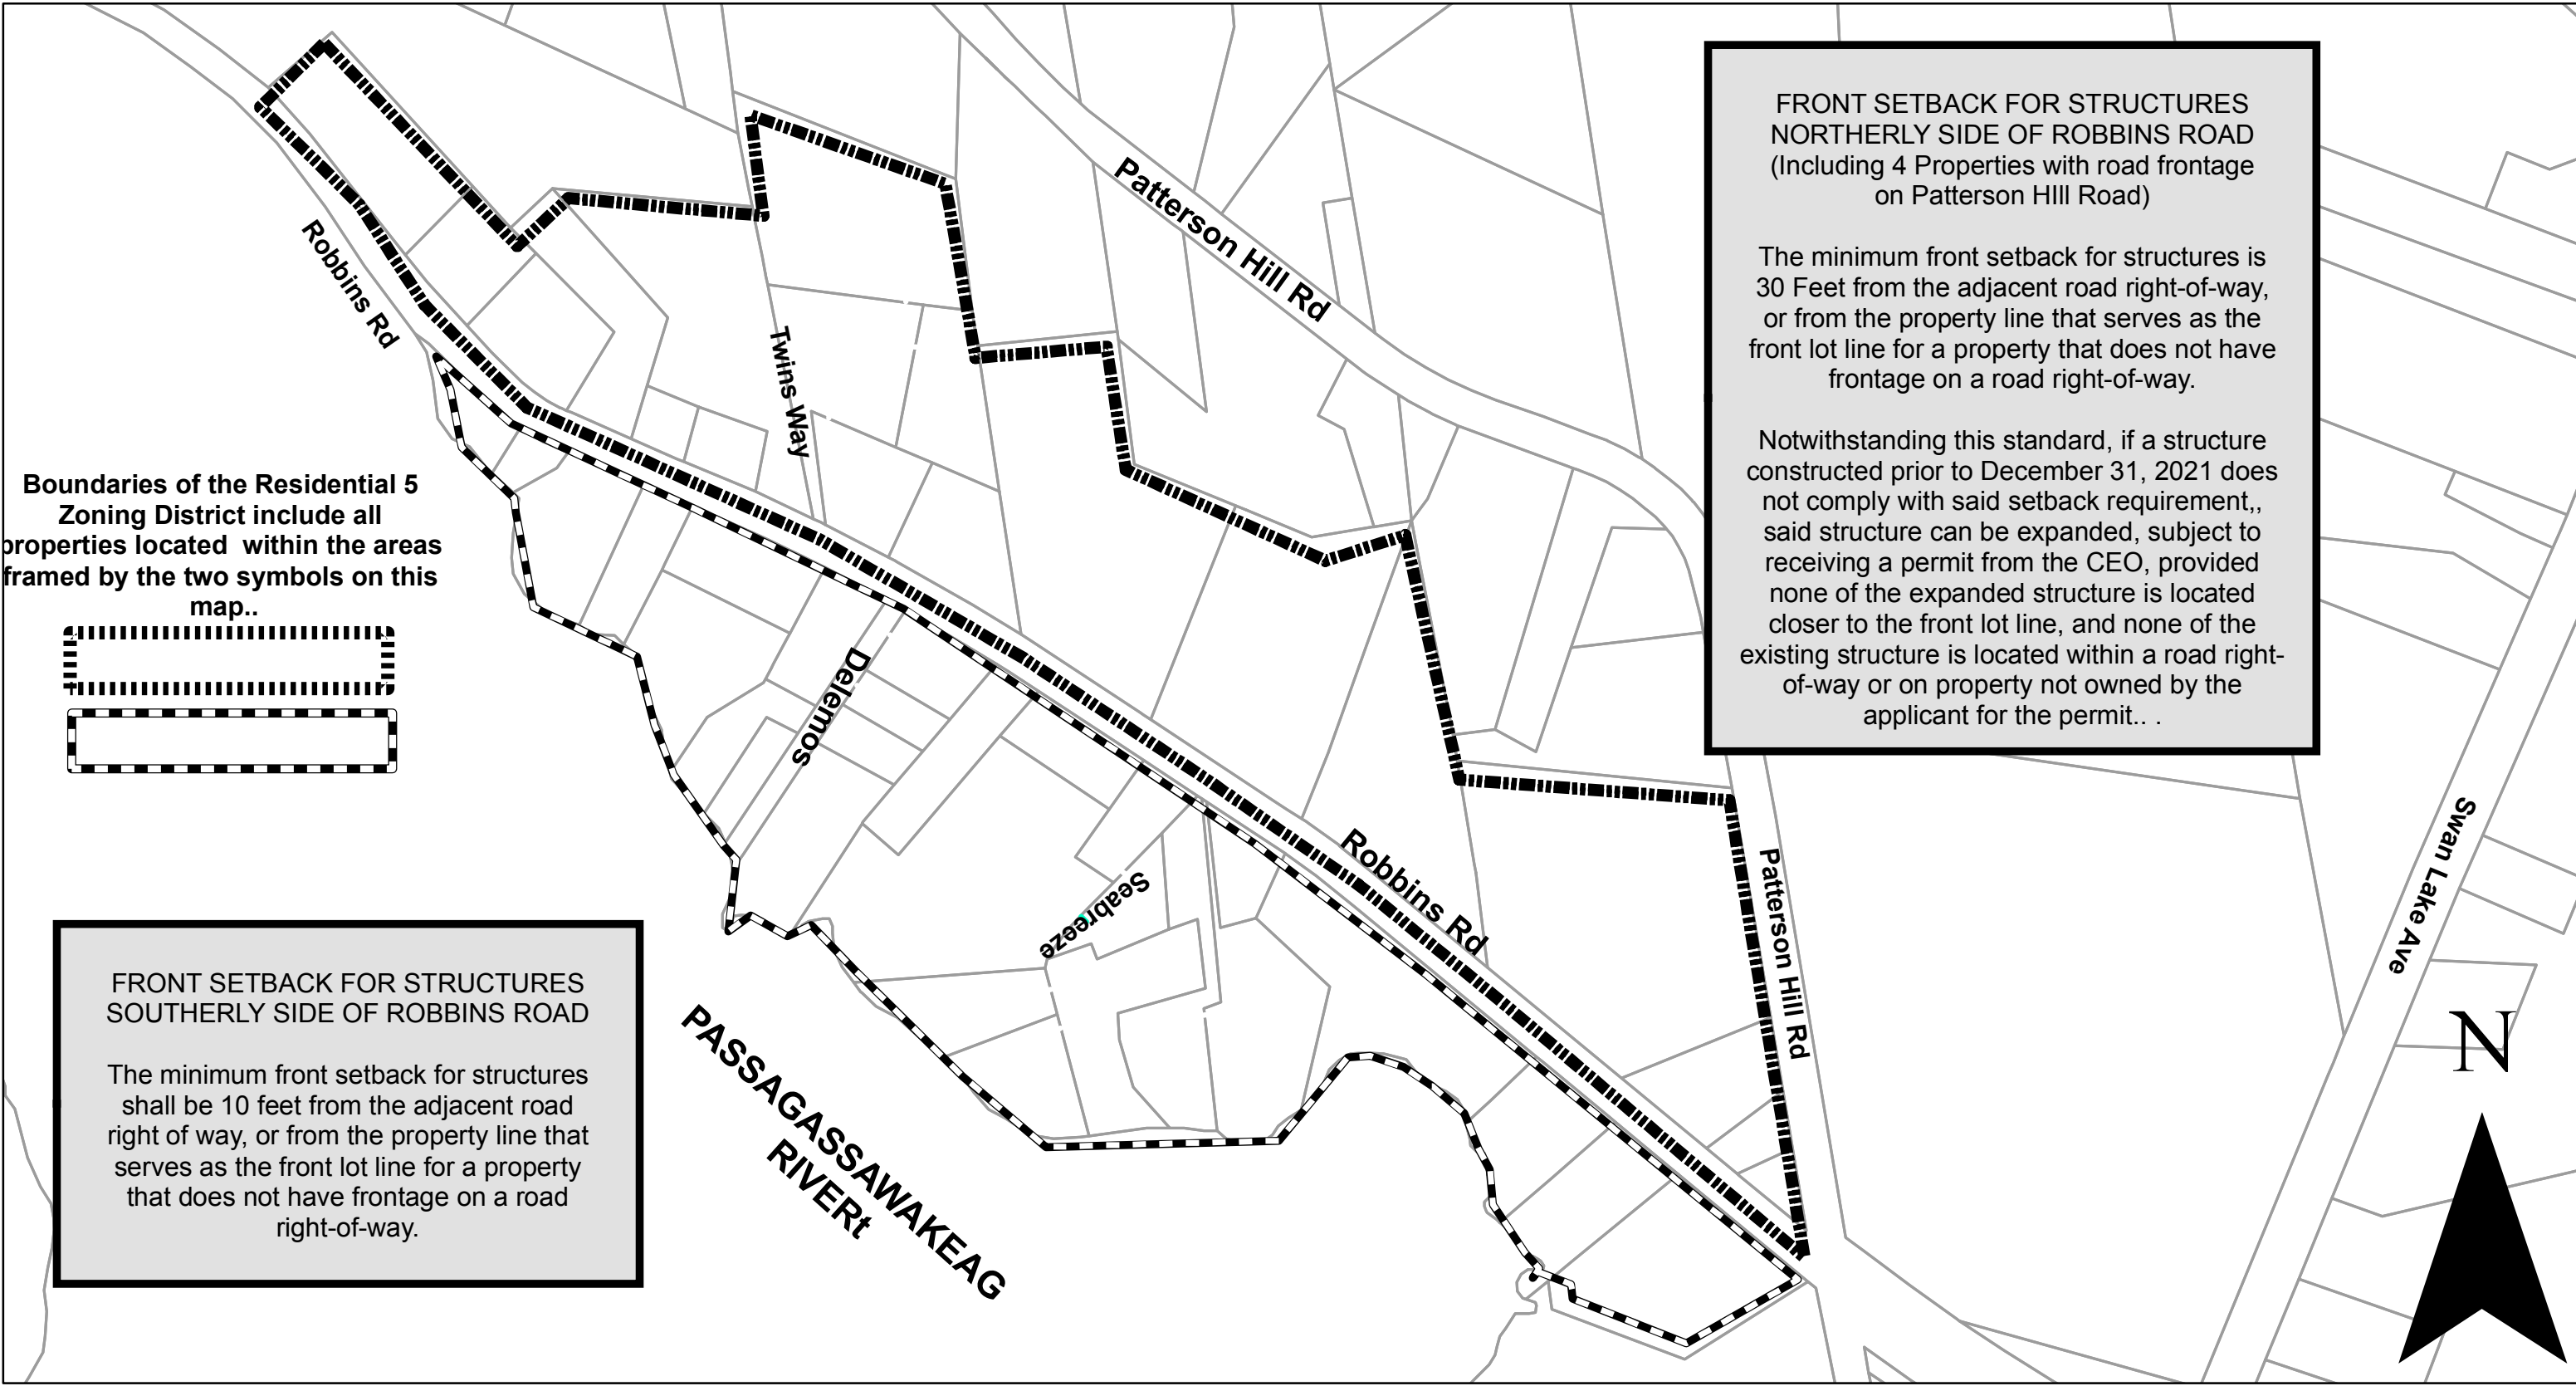 FRONT SETBACK FOR STRUCTURES
NORTHERLY SIDE OF ROBBINS ROAD
(Including 4 Properties with road frontage
on Patterson HIll Road)
The minimum front setback for structures is
30 Feet from the adjacent road right-of-way,
or from the property line that serves as the
front lot line for a property that does not have
frontage on a road right-of-way.
Notwithstanding this standard, if a structure
constructed prior to December 31, 2021 does
not comply with said setback requirement,,
said structure can be expanded, subject to
receiving a permit from the CEO, provided
none of the expanded structure is located
closer to the front lot line, and none of the
existing structure is located within a road right-
of-way or on property not owned by the
applicant for the permit.. .
Patterson Hill Rd
Robbins Rd
Twins Way
Boundaries of the Residential 5
Zoning District include all
properties located within the areas
framed by the two symbols on this
map..
Delemos
Seabreeze
Robbins Rd
Patterson Hill Rd
Swan Lake Ave
FRONT SETBACK FOR STRUCTURES
SOUTHERLY SIDE OF ROBBINS ROAD
The minimum front setback for structures
shall be 10 feet from the adjacent road
right of way, or from the property line that
serves as the front lot line for a property
that does not have frontage on a road
right-of-way.
PASSAGASSAWAKEAG
RIVERt
N